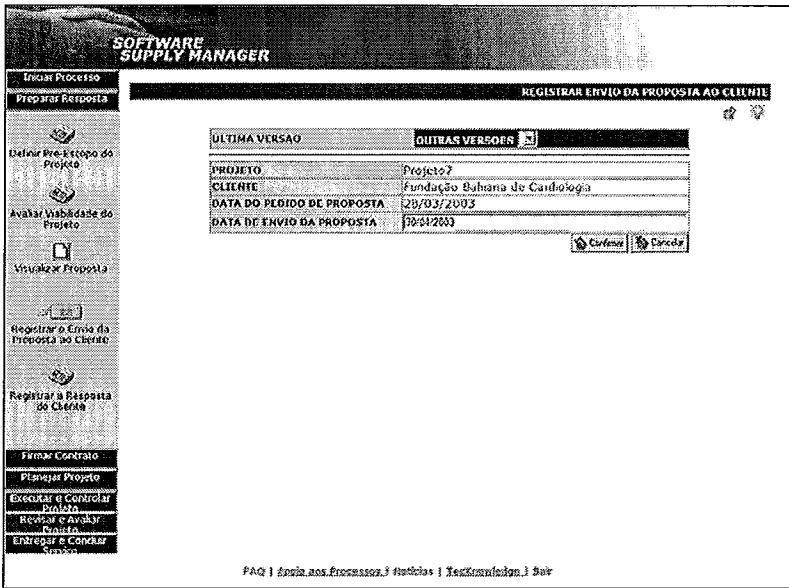 SOFTWARE
SUPPLY MANAGER
Iniciar Processo
Preparar Resposta
Definir Pré-Escopo do
Projeto
Avaliar Viabilidade do
Projeto
Visualizar Proposta
Registrar o Envio da
Proposta ao Cliente
Registrar a Resposta
do Cliente
Firmar Contrato
Planejar Projeto
Executar e Controlar
Projeto
Revisar e Avaliar
Projeto
Entregar e Concluir
Serviço
REGISTRAR ENVIO DA PROPOSTA AO CLIENTE
ULTIMA VERSAO OUTRAS VERSOES
PROJETO Projeto7
CLIENTE Fundação Bahiana de Cardiologia
DATA DO PEDIDO DE PROPOSTA 28/03/2003
DATA DE ENVIO DA PROPOSTA 30/04/2003
Confirmar Cancelar
FAQ | Apoio aos Processos | Notícias | TecKnowledge | Sair